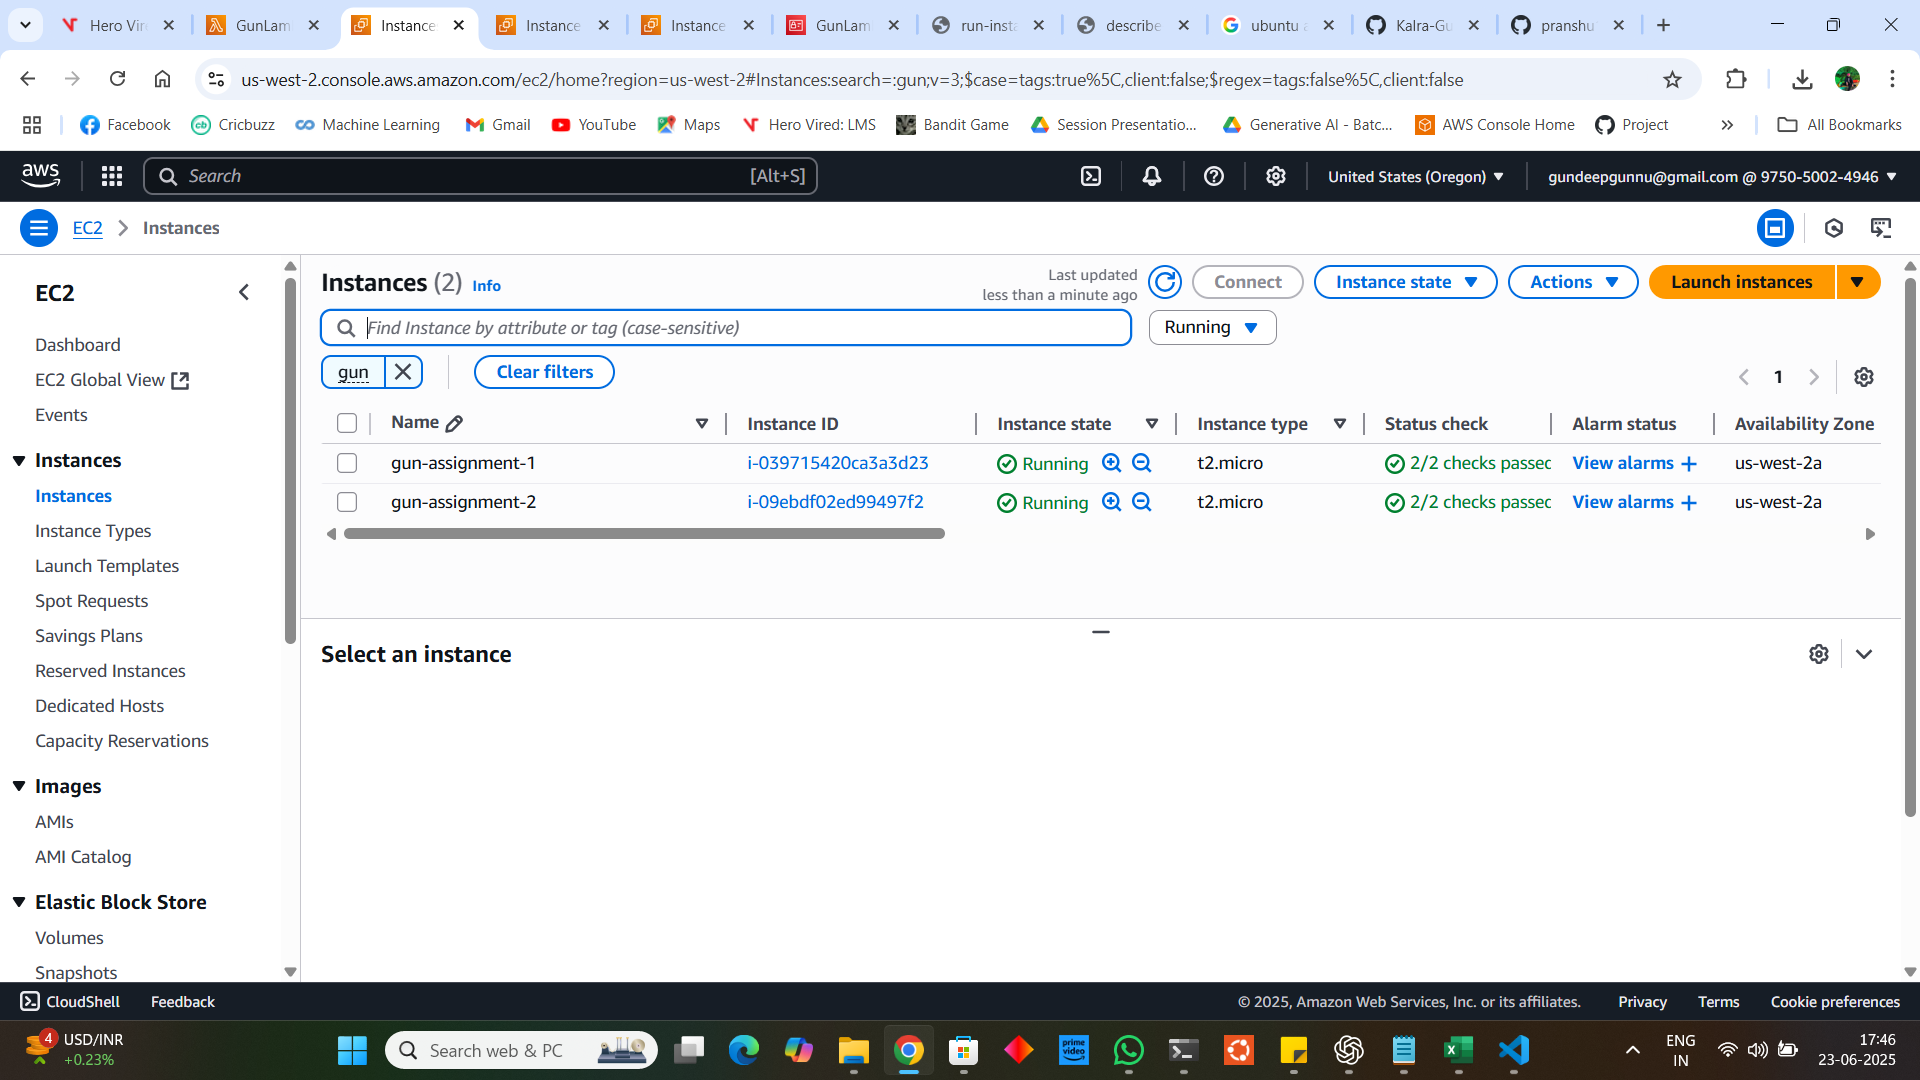 Hero Vire
GunLam
Instance
Instance
Instance
GunLam
run-insta
describe
ubuntu a
Kalra-Gu
pranshu
us-west-2.console.aws.amazon.com/ec2/home?region=us-west-2#Instances:search=:gun;v=3;$case=tags:true%5C,client:false;$regex=tags:false%5C,client:false
Facebook
Cricbuzz
Machine Learning
Gmail
YouTube
Maps
Hero Vired: LMS
Bandit Game
Session Presentatio...
Generative AI - Batc...
AWS Console Home
Project
All Bookmarks
aws
Search
[Alt+S]
United States (Oregon)
gundeepgunnu@gmail.com @ 9750-5002-4946
EC2
Instances
EC2
Dashboard
EC2 Global View
Events
Instances
Instances
Instance Types
Launch Templates
Spot Requests
Savings Plans
Reserved Instances
Dedicated Hosts
Capacity Reservations
Images
AMIs
AMI Catalog
Elastic Block Store
Volumes
Snapshots
Instances (2) Info
Last updated
less than a minute ago
Connect
Instance state
Actions
Launch instances
Find Instance by attribute or tag (case-sensitive)
Running
gun
Clear filters
1
Name Instance ID Instance state Instance type Status check Alarm status Availability Zone
gun-assignment-1 i-039715420ca3a3d23 Running t2.micro 2/2 checks passed View alarms + us-west-2a
gun-assignment-2 i-09ebdf02ed99497f2 Running t2.micro 2/2 checks passed View alarms + us-west-2a
Select an instance
CloudShell
Feedback
© 2025, Amazon Web Services, Inc. or its affiliates.
Privacy
Terms
Cookie preferences
4
USD/INR
+0.23%
Search web & PC
prime
video
ENG
IN
17:46
23-06-2025